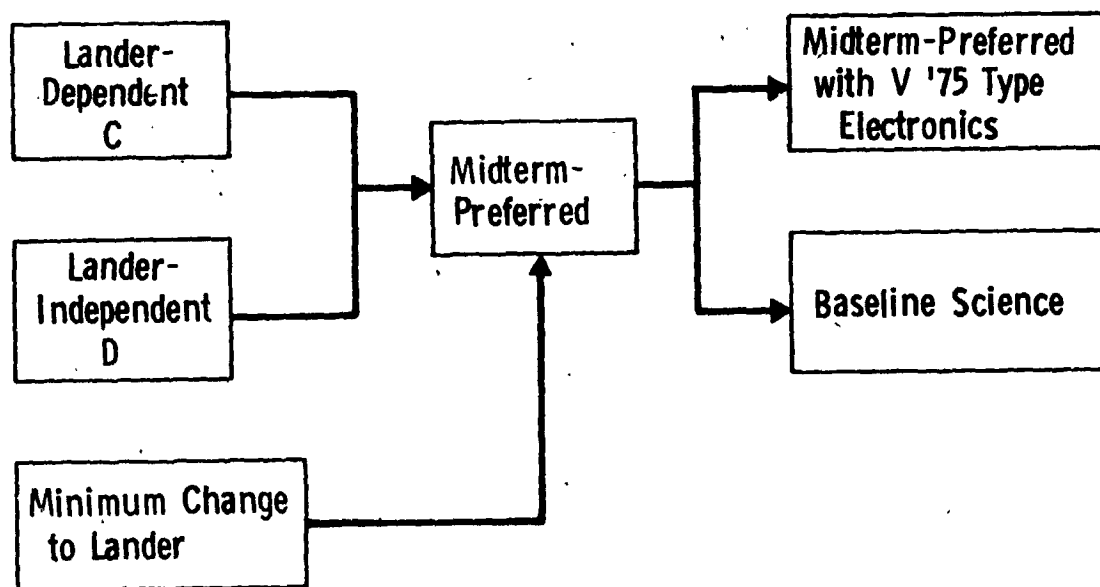 Lander-
Dependent
C
Lander-
Independent
D
Minimum Change
to Lander
Midterm-
Preferred
Midterm-Preferred
with V '75 Type
Electronics
Baseline Science